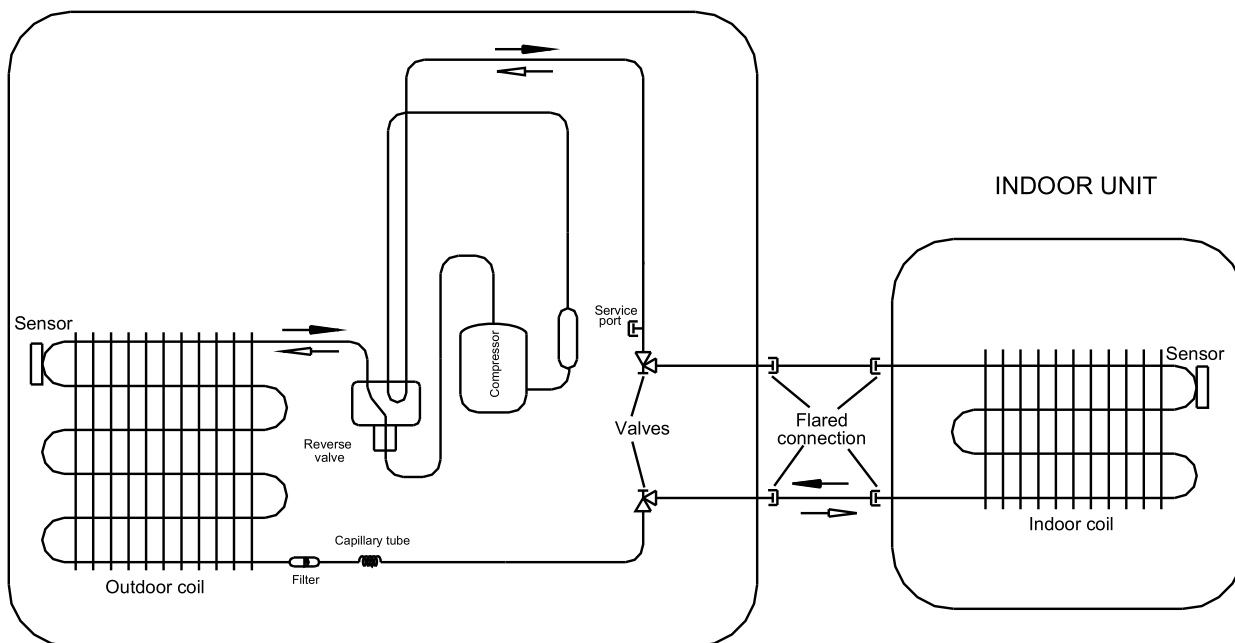 INDOOR UNIT
Service
port
Sensor
Compressor
Sensor
Reverse
valve
Valves
Flared
connection
Capillary tube
Filter
Outdoor coil
Indoor coil